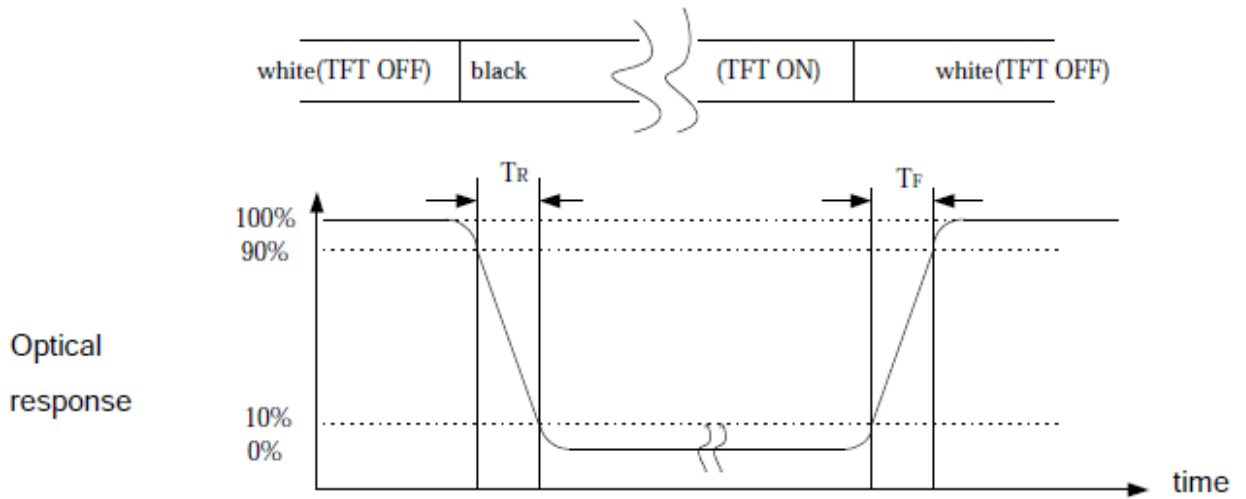 white(TFT OFF) black (TFT ON) white(TFT OFF)
TR TF
100%
90%
Optical
response
10%
0%
time